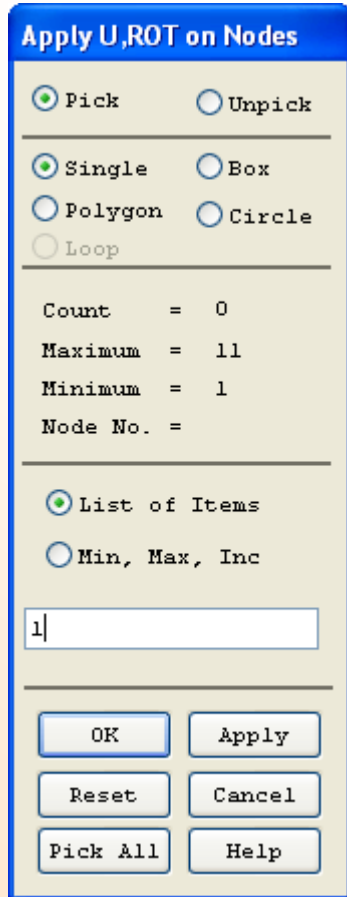 Apply U,ROT on Nodes
Pick Unpick
Single Box
Polygon Circle
Loop
Count = 0
Maximum = 11
Minimum = 1
Node No. =
List of Items
Min, Max, Inc
1
OK Apply
Reset Cancel
Pick All Help